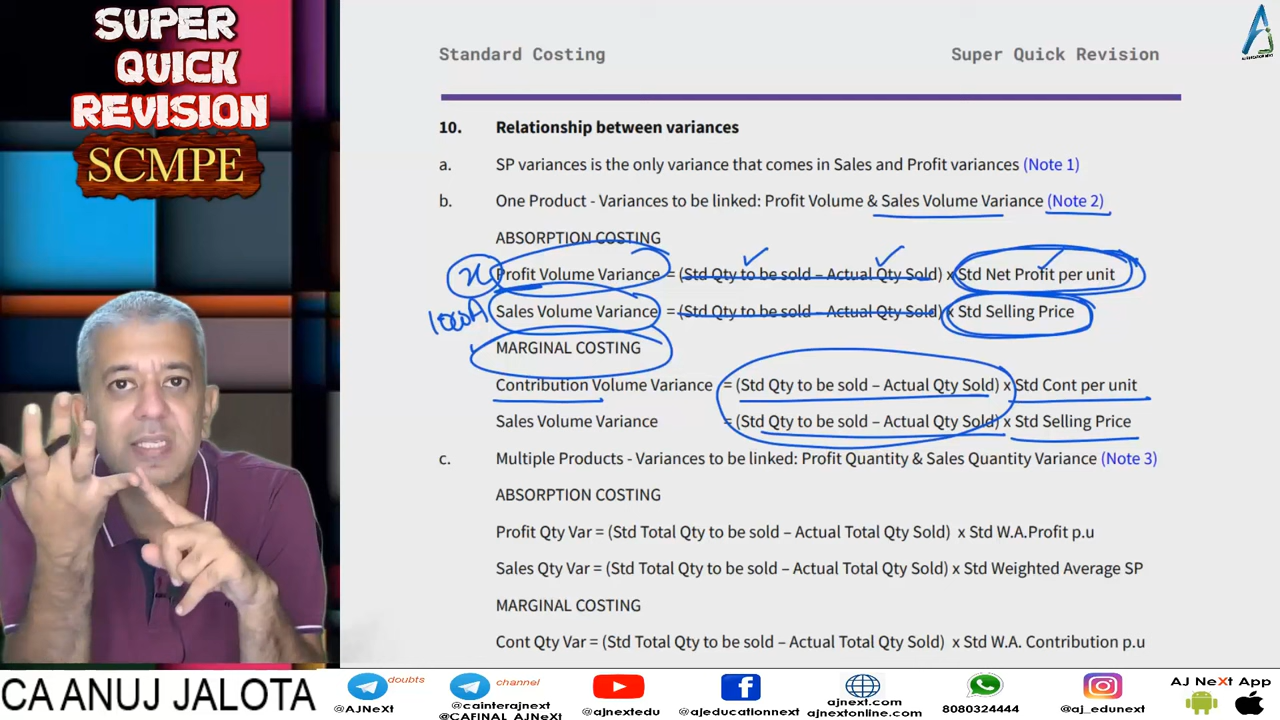 SUPER
QUICK
REVISION
SCMPE
Standard Costing
Super Quick Revision
10. Relationship between variances
a. SP variances is the only variance that comes in Sales and Profit variances (Note 1)
b. One Product - Variances to be linked: Profit Volume & Sales Volume Variance (Note 2)
ABSORPTION COSTING
x Profit Volume Variance = (Std Qty to be sold – Actual Qty Sold) x Std Net Profit per unit
1000A Sales Volume Variance = (Std Qty to be sold – Actual Qty Sold) x Std Selling Price
MARGINAL COSTING
Contribution Volume Variance = (Std Qty to be sold – Actual Qty Sold) x Std Cont per unit
Sales Volume Variance = (Std Qty to be sold – Actual Qty Sold) x Std Selling Price
c. Multiple Products - Variances to be linked: Profit Quantity & Sales Quantity Variance (Note 3)
ABSORPTION COSTING
Profit Qty Var = (Std Total Qty to be sold – Actual Total Qty Sold) x Std W.A.Profit p.u
Sales Qty Var = (Std Total Qty to be sold – Actual Total Qty Sold) x Std Weighted Average SP
MARGINAL COSTING
Cont Qty Var = (Std Total Qty to be sold – Actual Total Qty Sold) x Std W.A. Contribution p.u
CA ANUJ JALOTA
doubts
@AJNeXt
channel
@cainterajnext
@CAFINAL_AJNeXt
@ajnextedu
@ajeducationnext
ajnext.com
ajnextonline.com
8080324444
@aj_edunext
AJ NeXt App